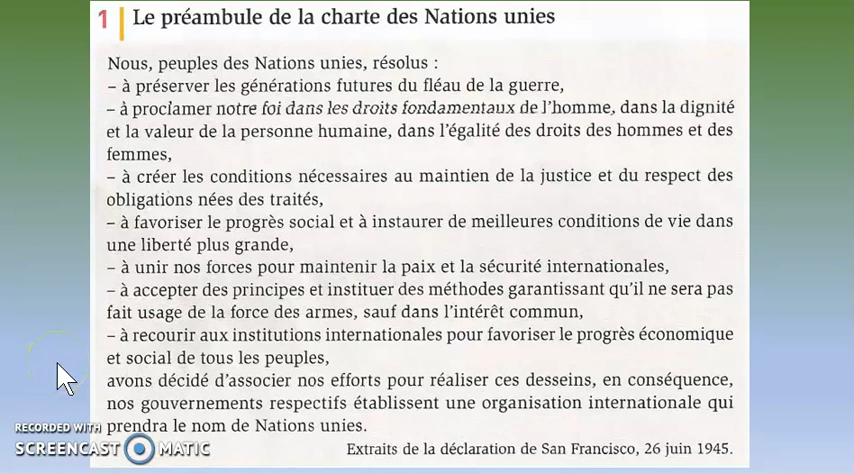 1 Le préambule de la charte des Nations unies
Nous, peuples des Nations unies, résolus :
– à préserver les générations futures du fléau de la guerre,
– à proclamer notre foi dans les droits fondamentaux de l'homme, dans la dignité
et la valeur de la personne humaine, dans l'égalité des droits des hommes et des
femmes,
– à créer les conditions nécessaires au maintien de la justice et du respect des
obligations nées des traités,
– à favoriser le progrès social et à instaurer de meilleures conditions de vie dans
une liberté plus grande,
– à unir nos forces pour maintenir la paix et la sécurité internationales,
– à accepter des principes et instituer des méthodes garantissant qu'il ne sera pas
fait usage de la force des armes, sauf dans l'intérêt commun,
– à recourir aux institutions internationales pour favoriser le progrès économique
et social de tous les peuples,
avons décidé d'associer nos efforts pour réaliser ces desseins, en conséquence,
nos gouvernements respectifs établissent une organisation internationale qui
prendra le nom de Nations unies.
Extraits de la déclaration de San Francisco, 26 juin 1945.
RECORDED WITH
SCREENCAST MATIC